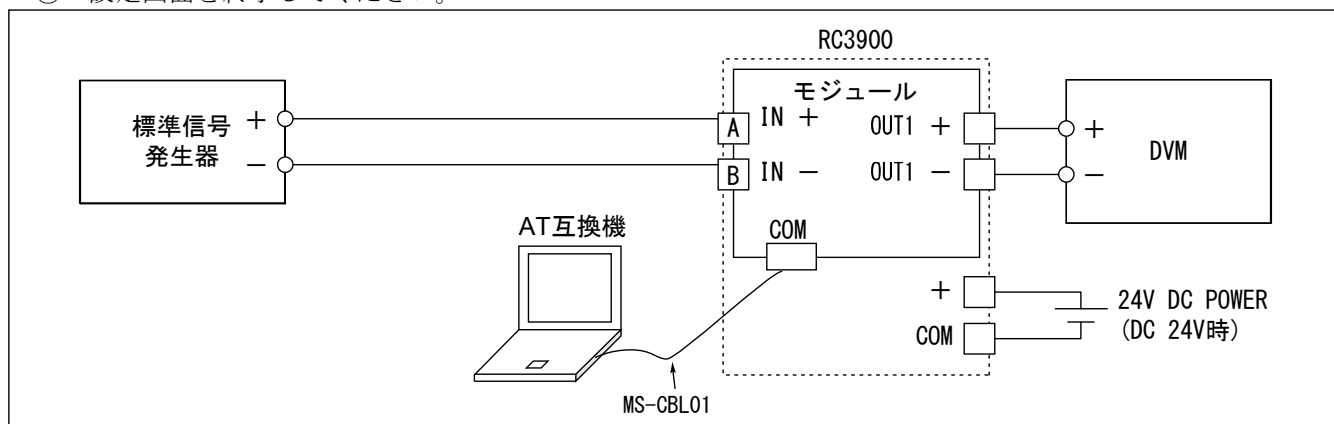 RC3900
標準信号
発生器
+
−
モジュール
A
IN +
B
IN −
OUT1 +
OUT1 −
+
−
DVM
AT互換機
COM
+
COM
24V DC POWER
(DC 24V時)
MS-CBL01